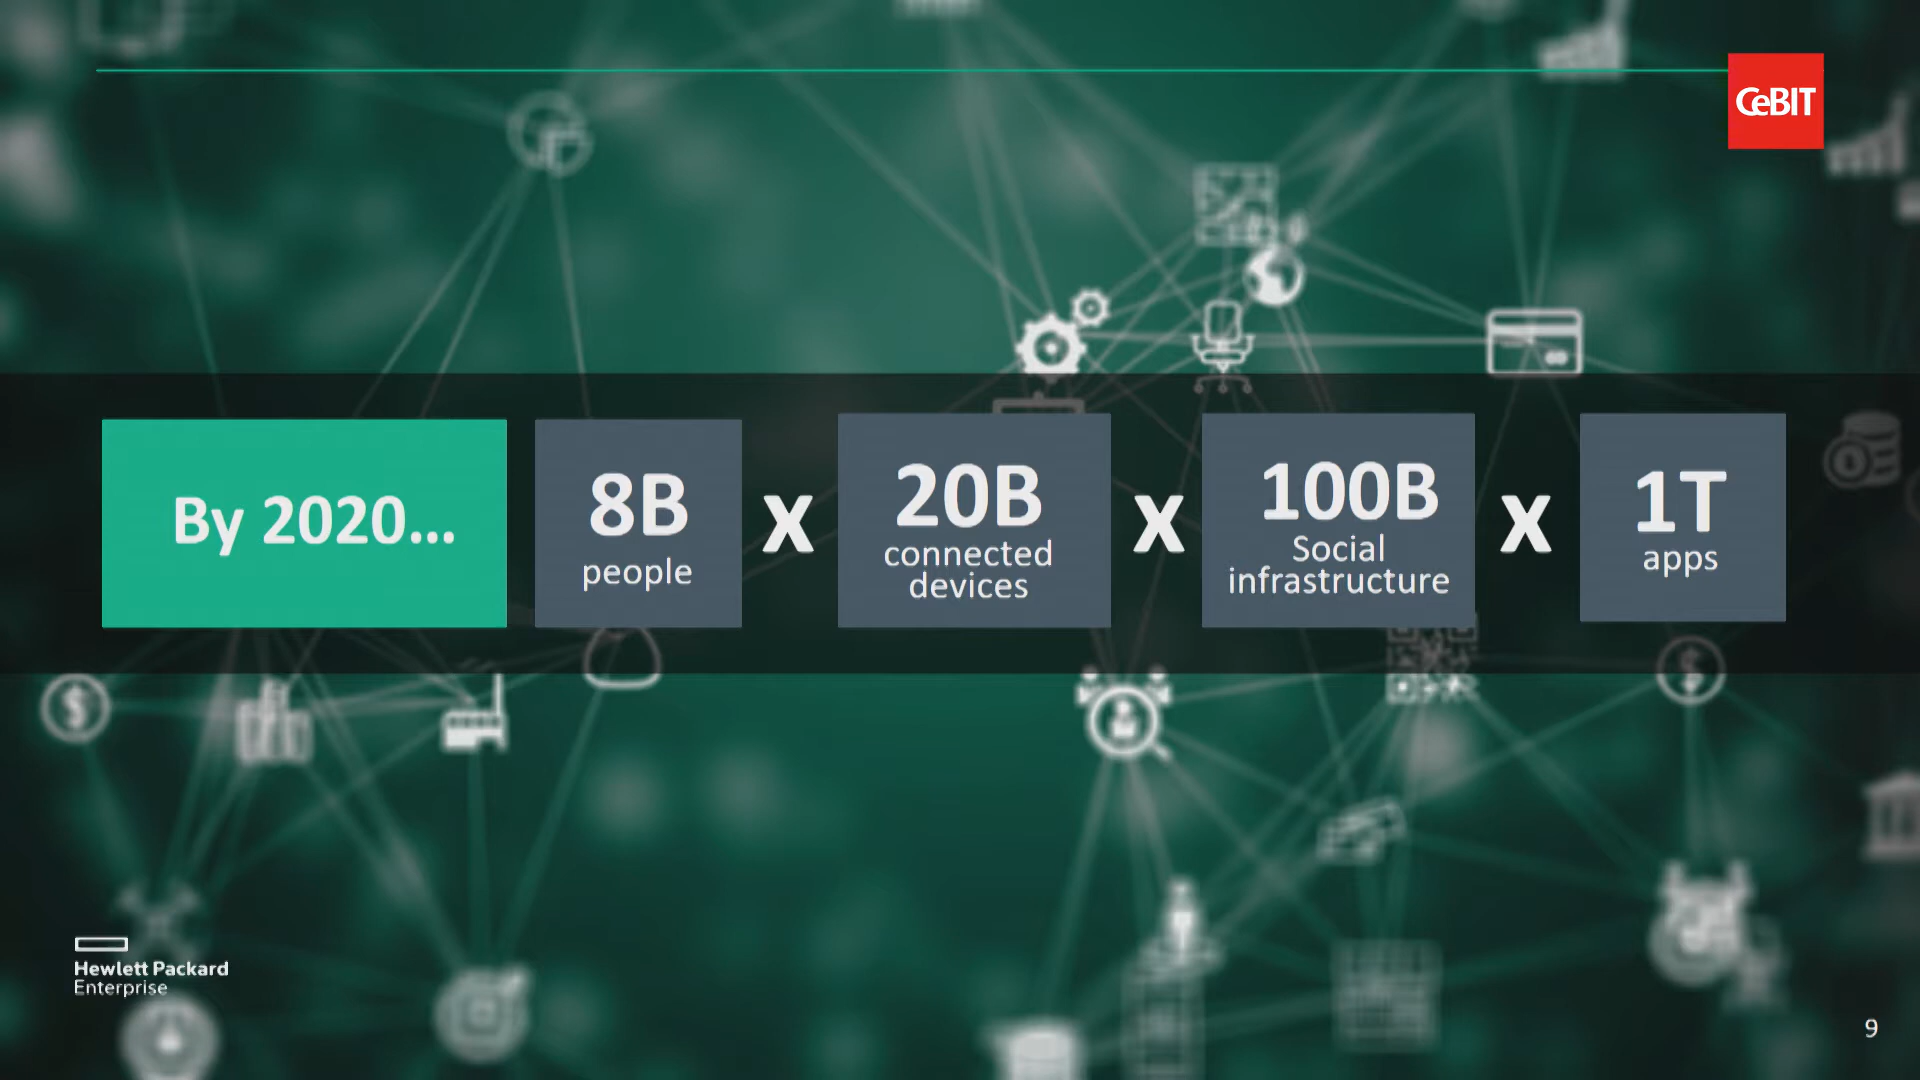 CeBIT
By 2020...
8B
people
x
20B
connected
devices
x
100B
Social
infrastructure
x
1T
apps
Hewlett Packard
Enterprise
9